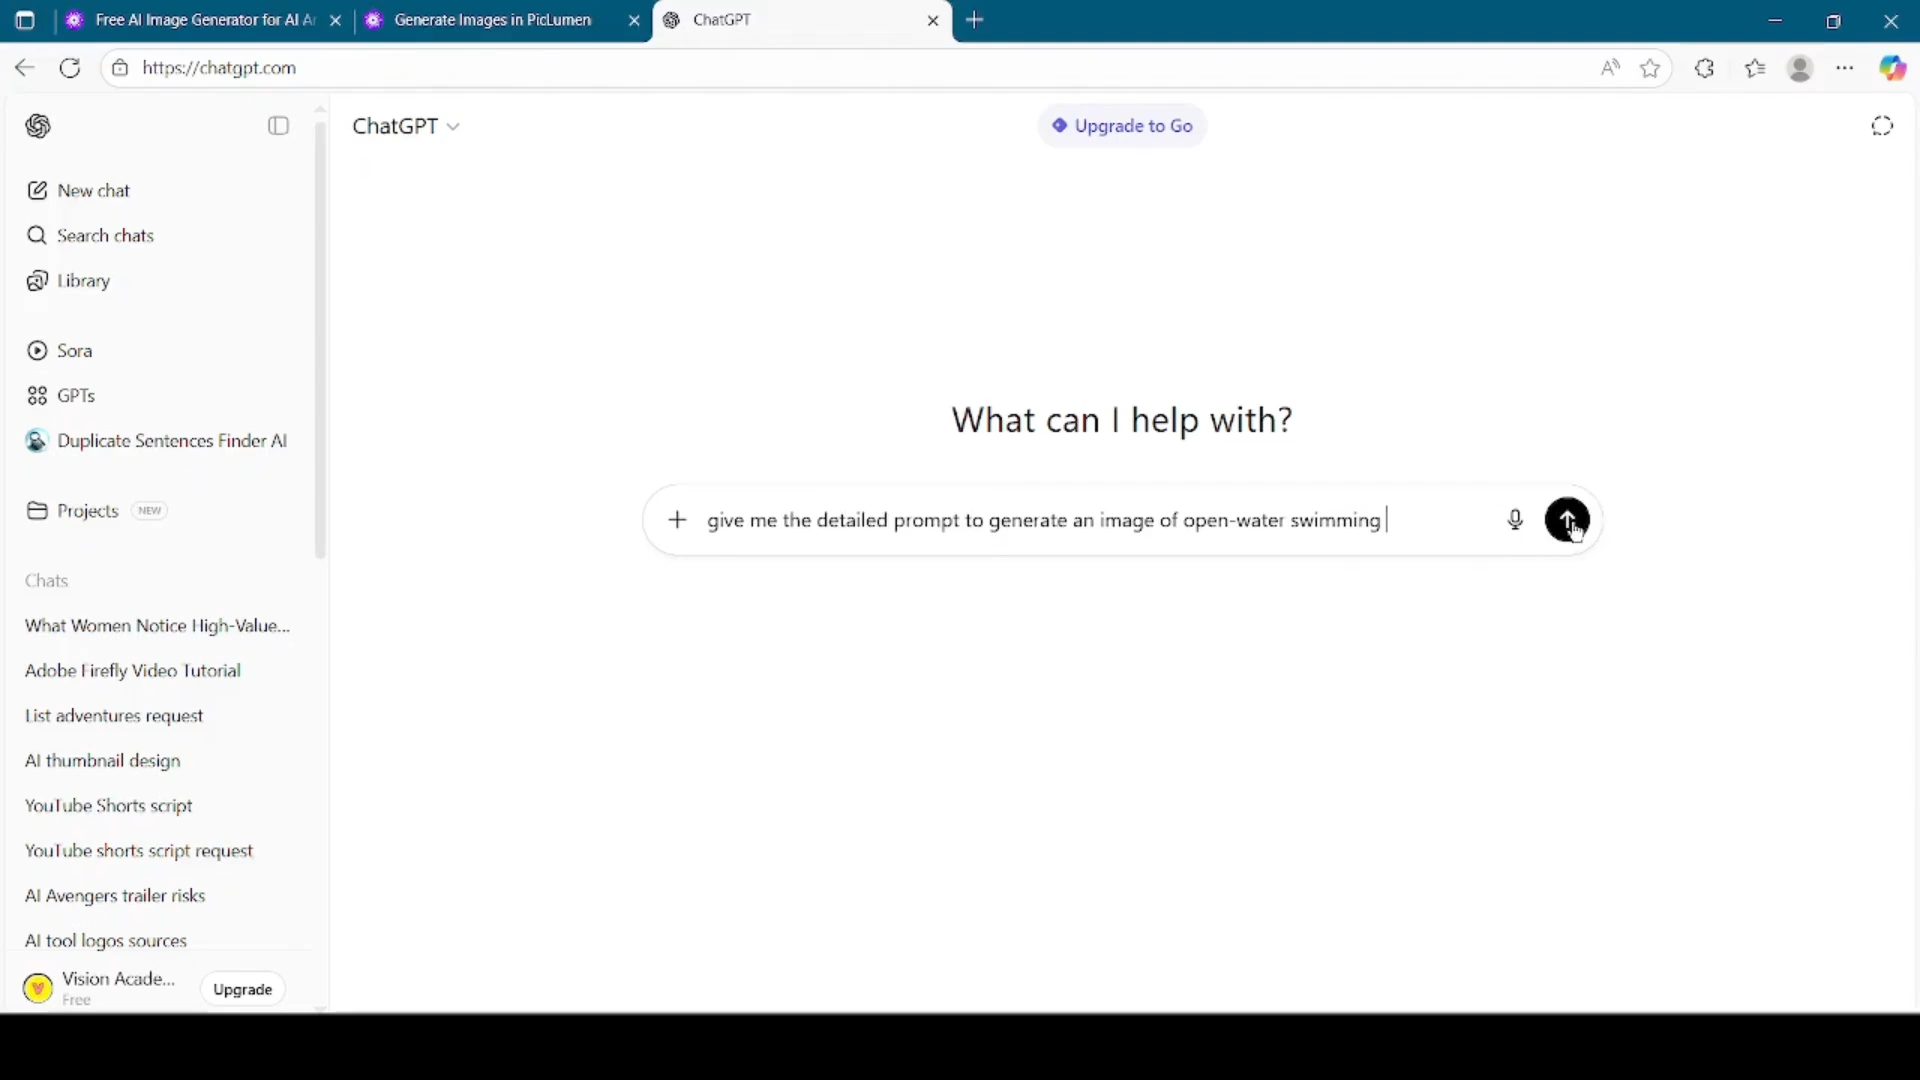 Free AI Image Generator for AI Ar
Generate Images in PicLumen
ChatGPT
https://chatgpt.com
ChatGPT
Upgrade to Go
New chat
Search chats
Library
Sora
GPTs
Duplicate Sentences Finder AI
Projects NEW
Chats
What Women Notice High-Value...
Adobe Firefly Video Tutorial
List adventures request
AI thumbnail design
YouTube Shorts script
YouTube shorts script request
AI Avengers trailer risks
AI tool logos sources
Vision Acade...
Free
Upgrade
What can I help with?
give me the detailed prompt to generate an image of open-water swimming